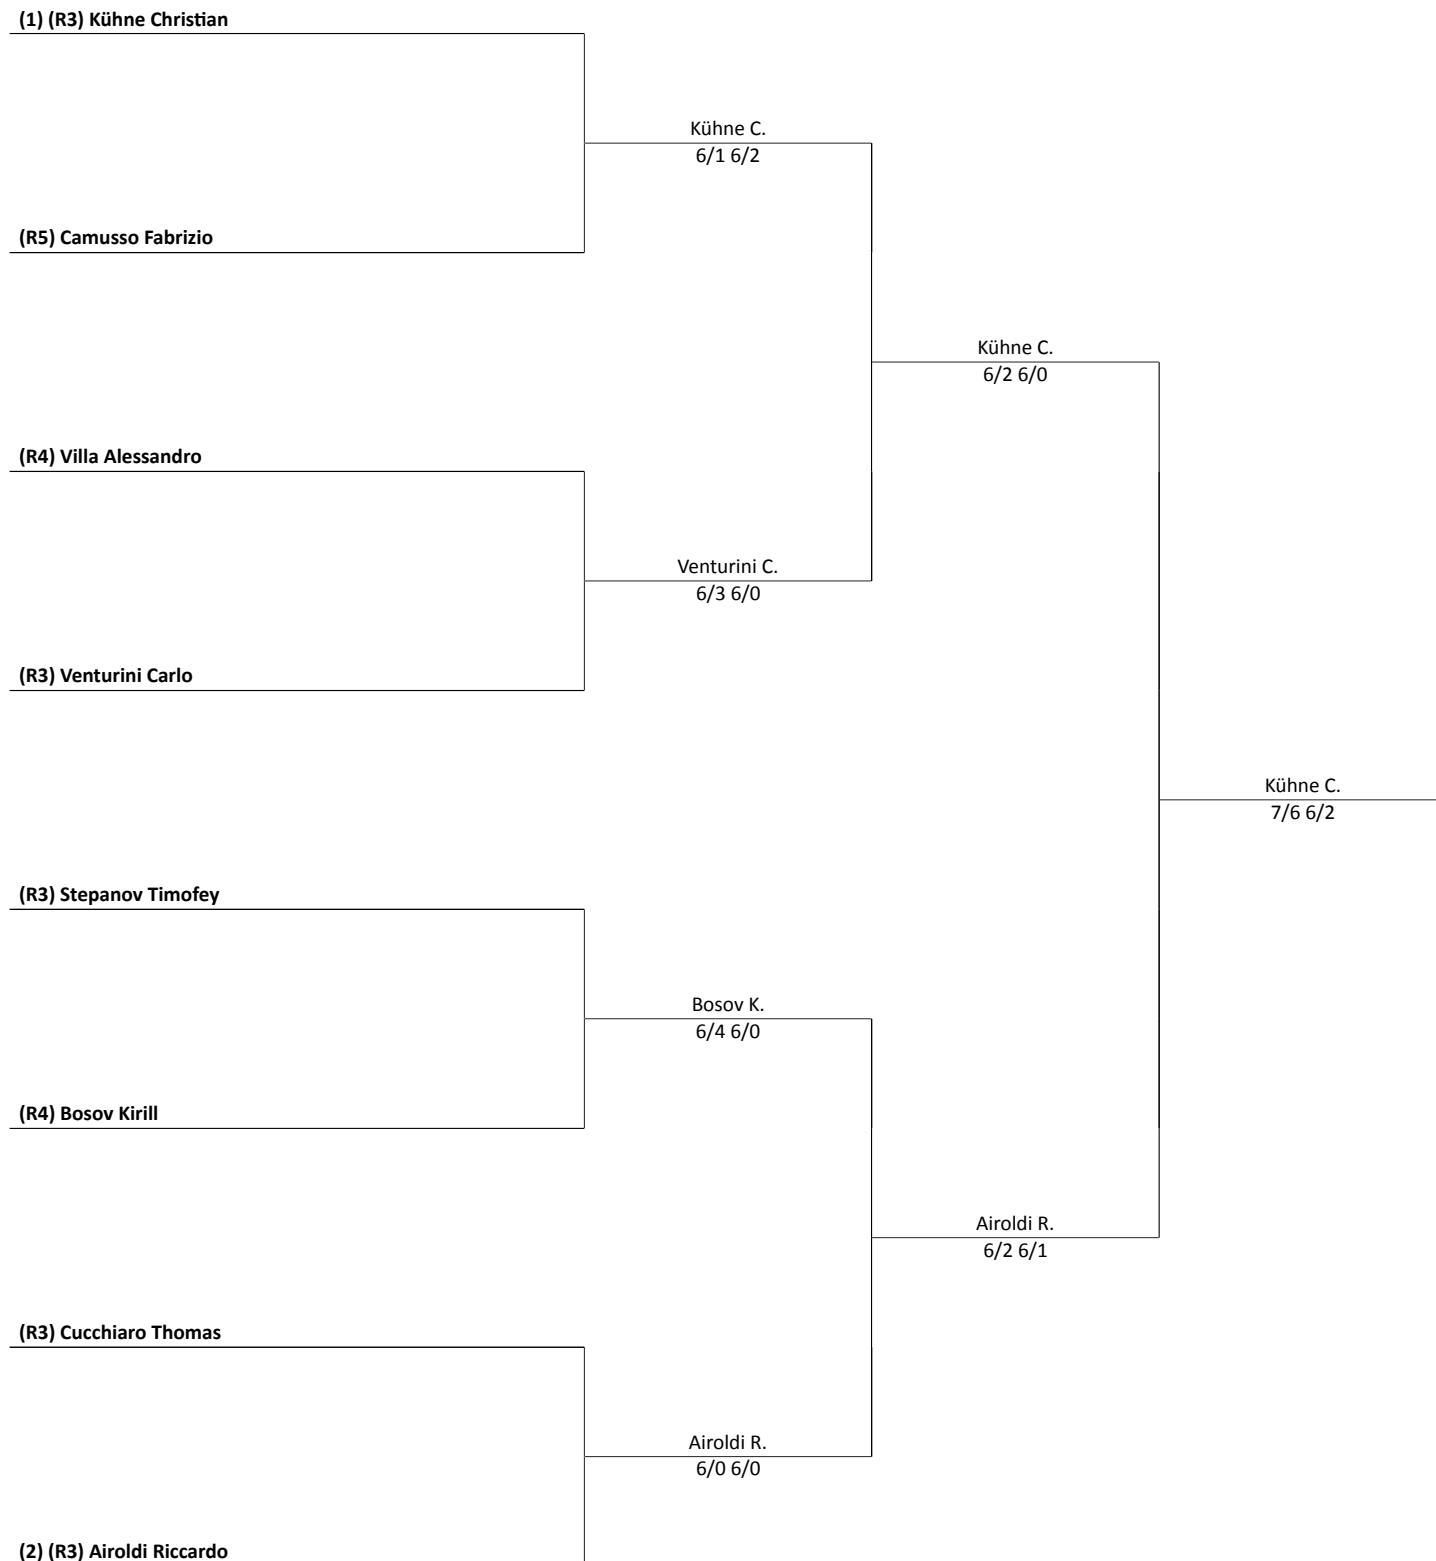 (1) (R3) Kühne Christian
Kühne C.
6/1 6/2
(R5) Camusso Fabrizio
Kühne C.
6/2 6/0
(R4) Villa Alessandro
Venturini C.
6/3 6/0
(R3) Venturini Carlo
Kühne C.
7/6 6/2
(R3) Stepanov Timofey
Bosov K.
6/4 6/0
(R4) Bosov Kirill
Airoldi R.
6/2 6/1
(R3) Cucchiaro Thomas
Airoldi R.
6/0 6/0
(2) (R3) Airoldi Riccardo